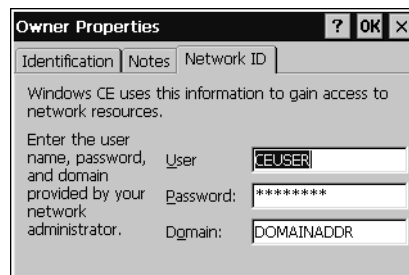 Owner Properties ? OK ×
Identification Notes Network ID
Windows CE uses this information to gain access to
network resources.
Enter the user
name, password,
and domain
provided by your
network
administrator.
User CEUSER
Password: ********
Domain: DOMAINADDR